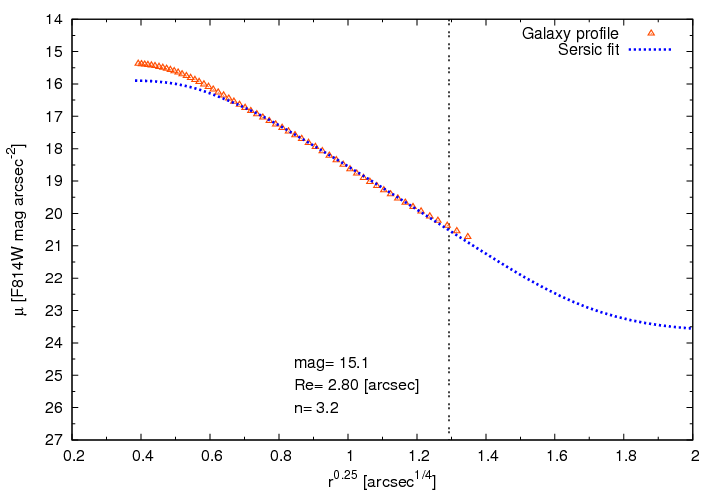 14
15
16
17
18
19
20
21
22
23
24
25
26
27
0.2 0.4 0.6 0.8 1 1.2 1.4 1.6 1.8 2
μ [F814W mag arcsec⁻²]
r⁰·²⁵ [arcsec¹ᐟ⁴]
Galaxy profile
Sersic fit
mag= 15.1
Re= 2.80 [arcsec]
n= 3.2